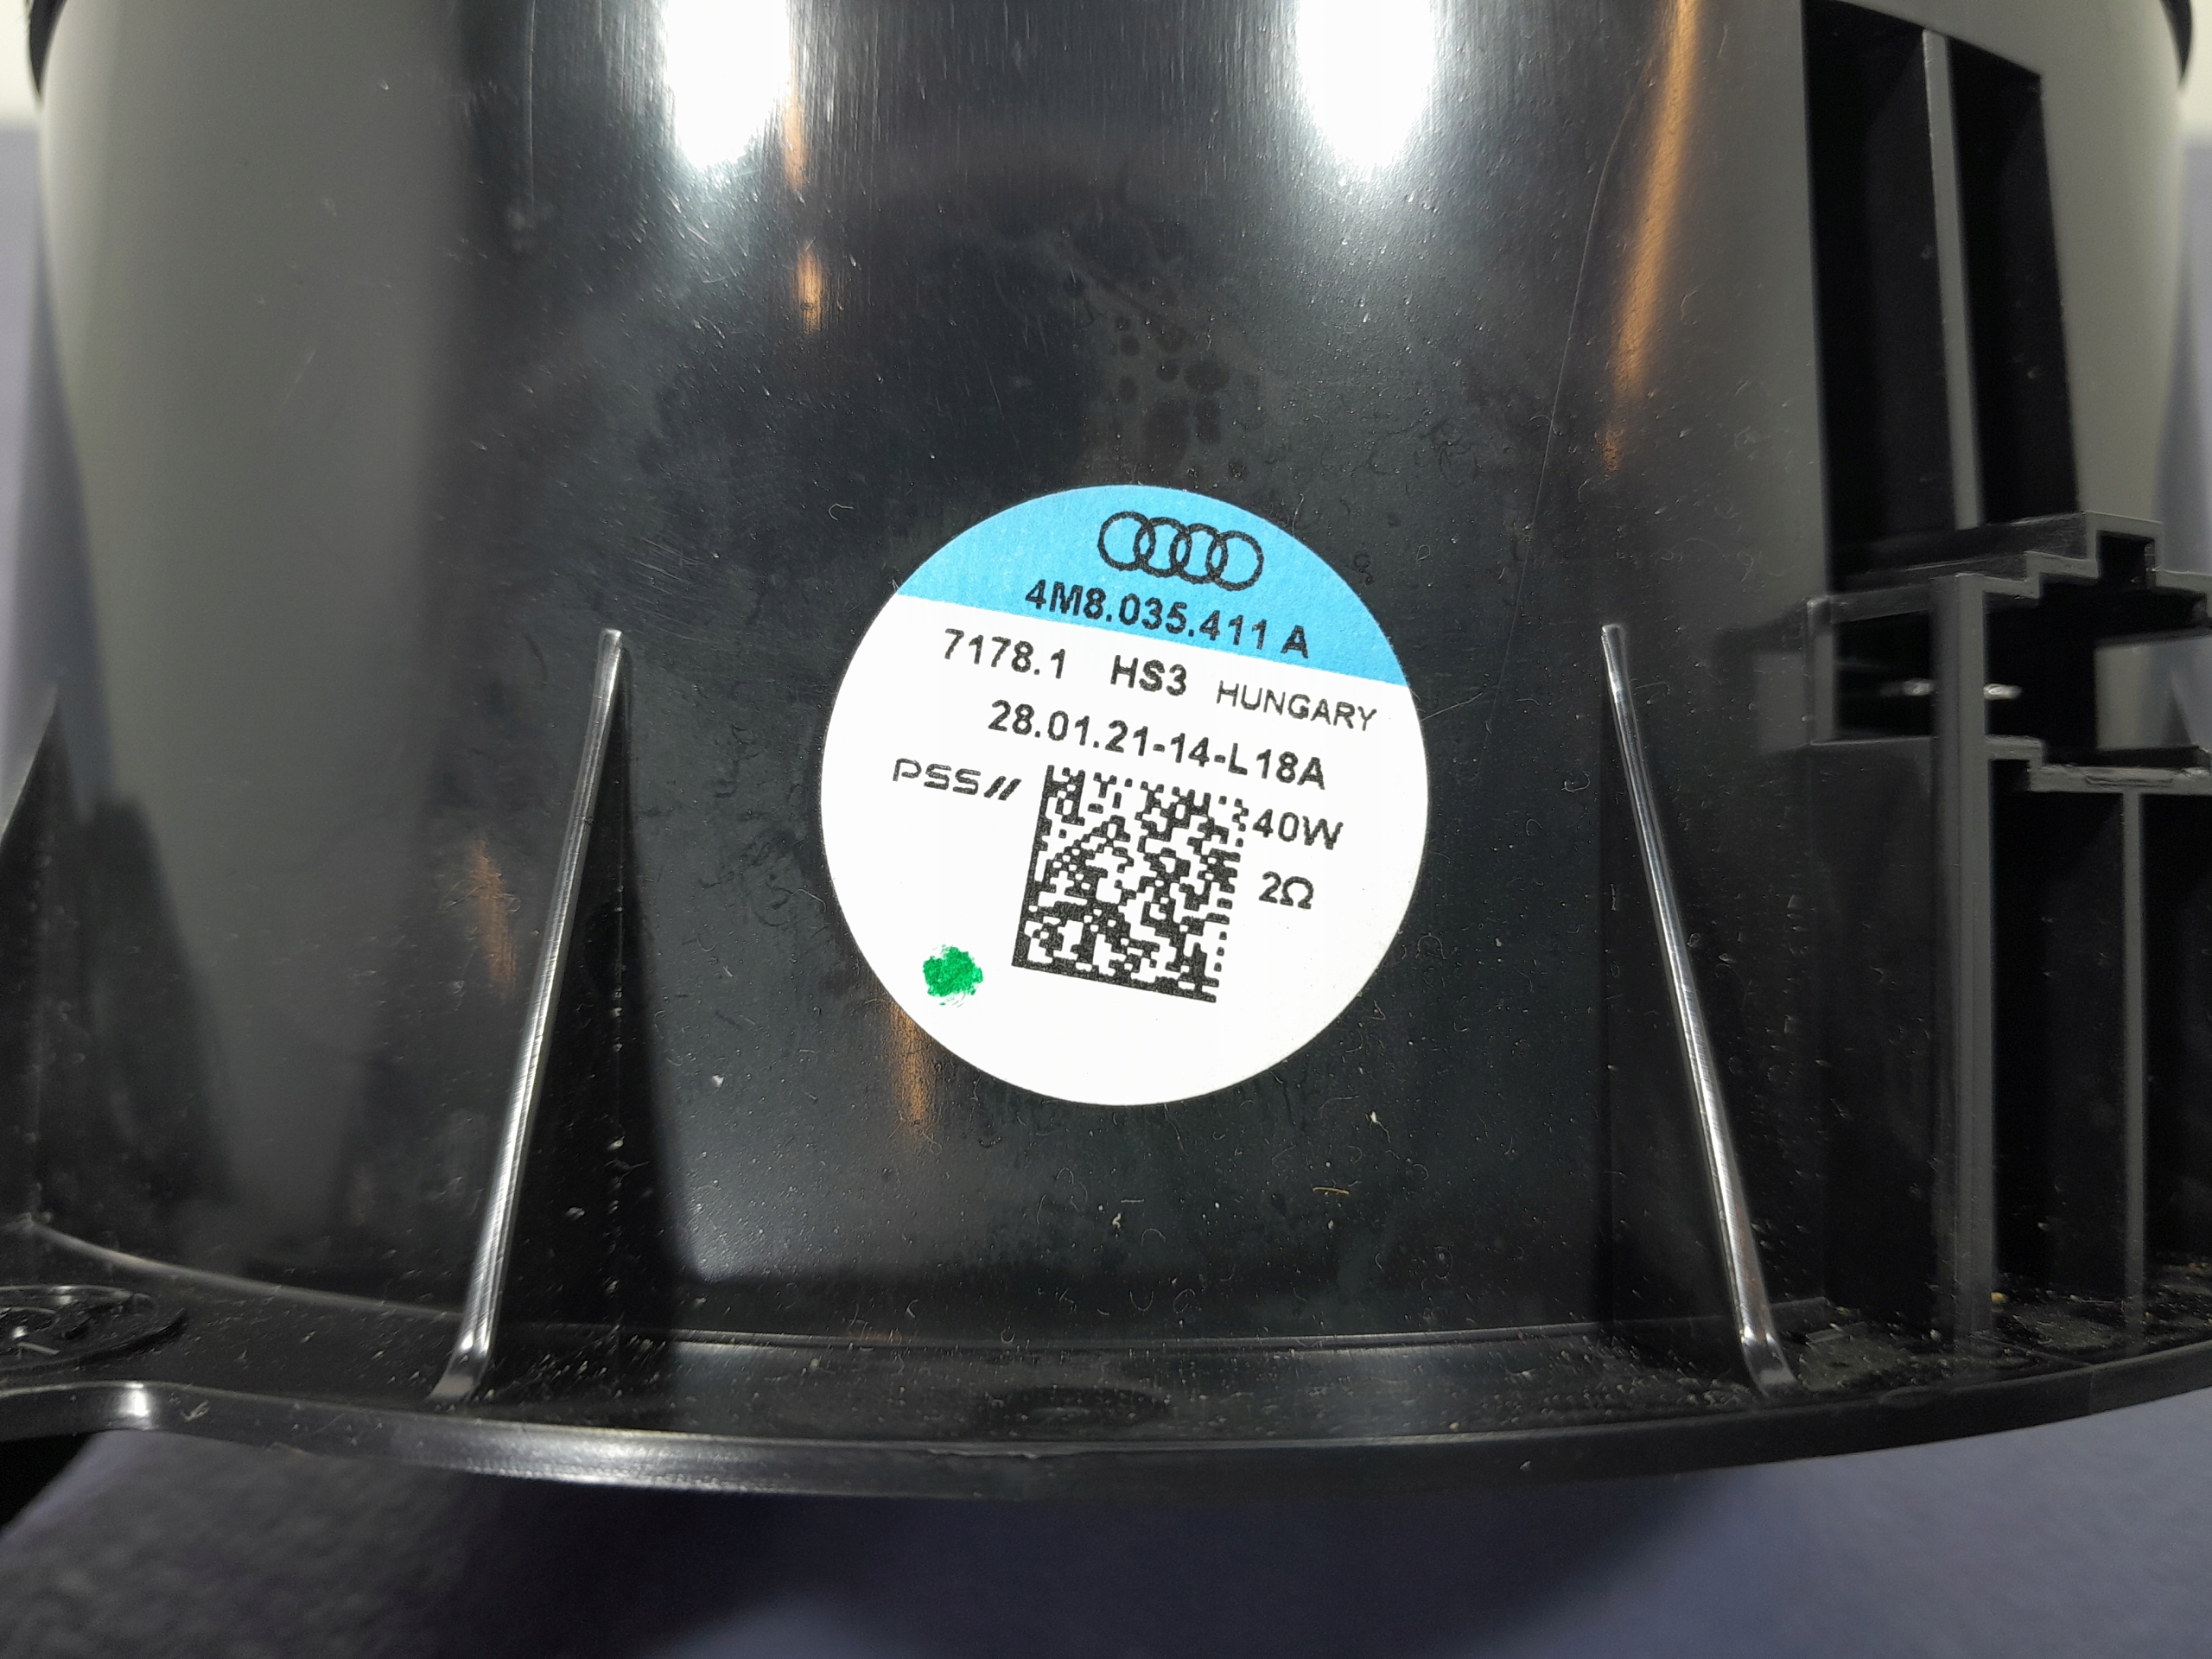 4M8.035.411 A
7178.1 HS3 HUNGARY
28.01.21-14-L18A
PSS//
40W
2Ω